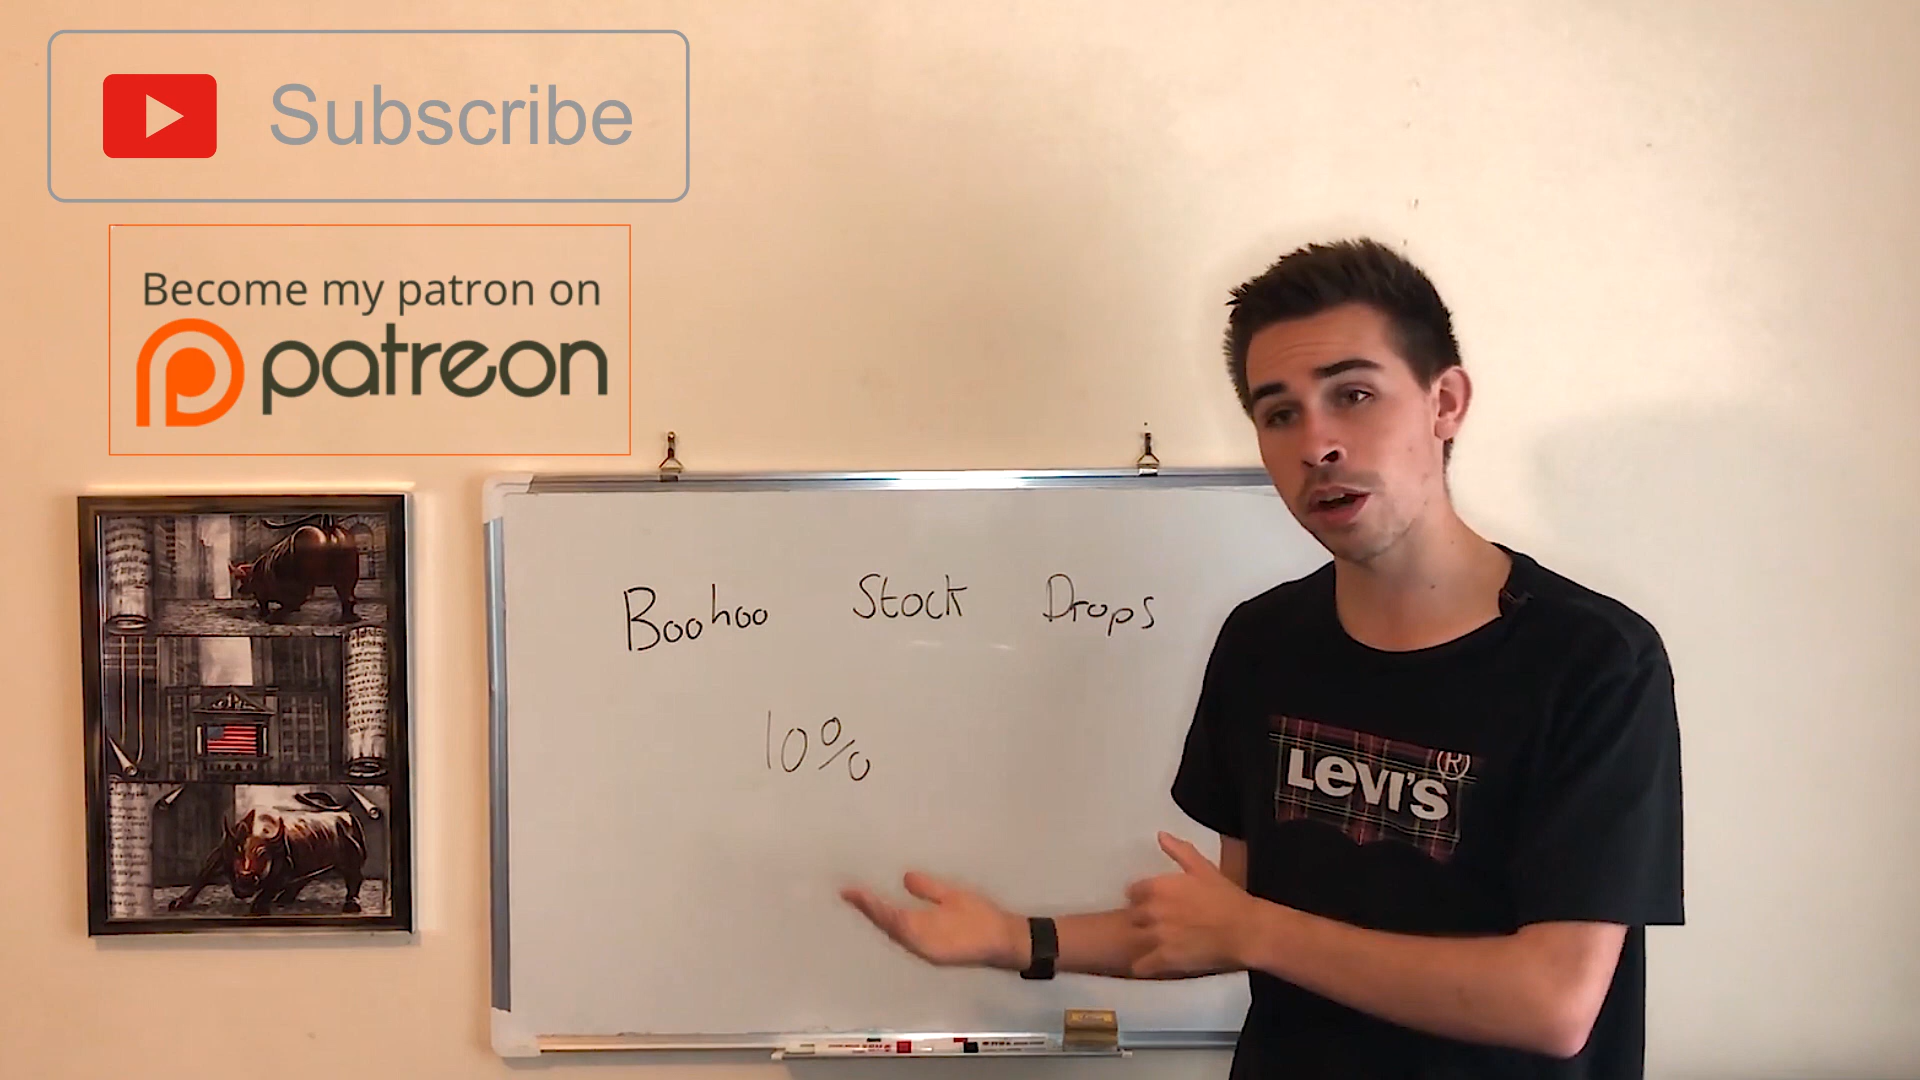 Subscribe
Become my patron on
patreon
Boohoo Stock Drops
10%
LEVI'S®